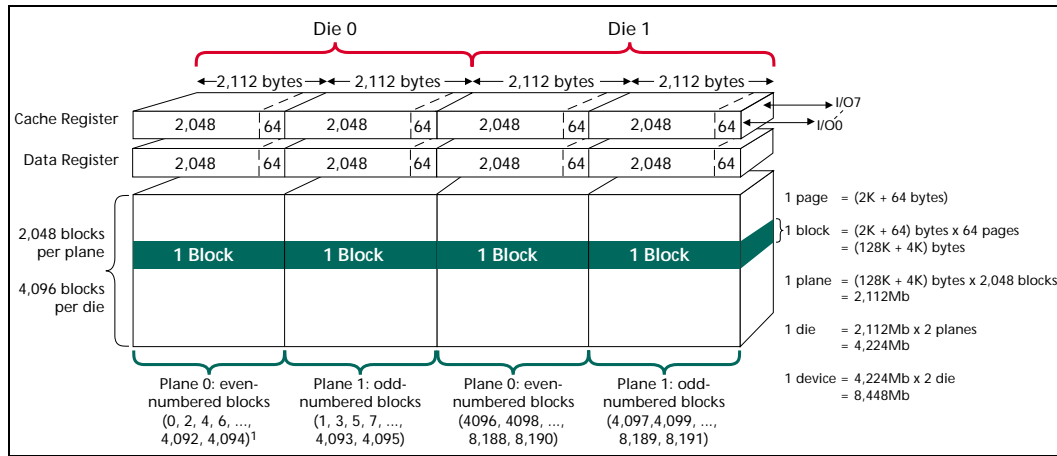 Die 0 Die 1
2,112 bytes 2,112 bytes 2,112 bytes 2,112 bytes
I/O7
I/O0
Cache Register 2,048 64 2,048 64 2,048 64 2,048 64
Data Register 2,048 64 2,048 64 2,048 64 2,048 64
2,048 blocks
per plane
4,096 blocks
per die
1 Block 1 Block 1 Block 1 Block
1 page = (2K + 64 bytes)
1 block = (2K + 64) bytes x 64 pages
= (128K + 4K) bytes
1 plane = (128K + 4K) bytes x 2,048 blocks
= 2,112Mb
1 die = 2,112Mb x 2 planes
= 4,224Mb
1 device = 4,224Mb x 2 die
= 8,448Mb
Plane 0: even-
numbered blocks
(0, 2, 4, 6, ...,
4,092, 4,094)1
Plane 1: odd-
numbered blocks
(1, 3, 5, 7, ...,
4,093, 4,095)
Plane 0: even-
numbered blocks
(4096, 4098, ...,
8,188, 8,190)
Plane 1: odd-
numbered blocks
(4,097,4,099, ...,
8,189, 8,191)